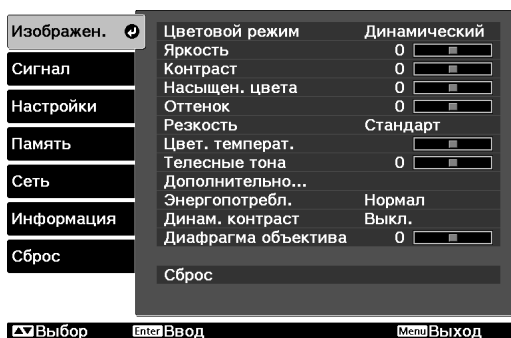 Изображен.
Сигнал
Настройки
Память
Сеть
Информация
Сброс
Цветовой режим Динамический
Яркость 0
Контраст 0
Насыщен. цвета 0
Оттенок 0
Резкость Стандарт
Цвет. температ.
Телесные тона 0
Дополнительно...
Энергопотребл. Нормал
Динам. контраст Выкл.
Диафрагма объектива 0
Сброс
Выбор Enter Ввод Menu Выход